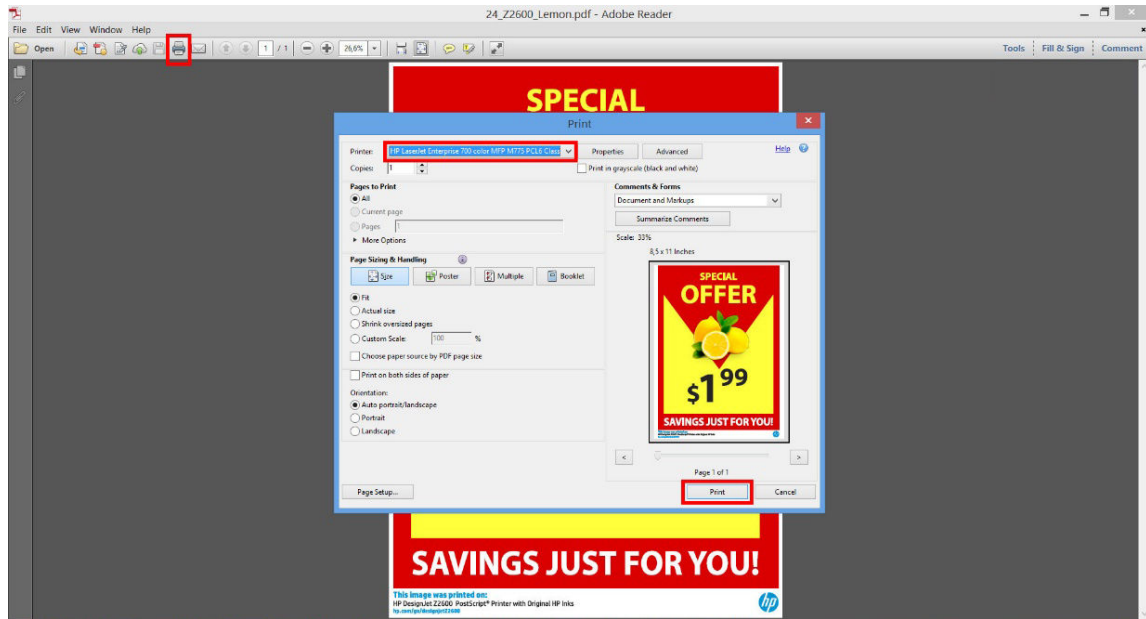 24_Z2600_Lemon.pdf - Adobe Reader
File Edit View Window Help
Open 1 / 1 26,6% Tools Fill & Sign Comment
SPECIAL
Print
Printer: HP LaserJet Enterprise 700 color MFP M775 PCL6 Class Properties Advanced Help
Copies: 1 Print in grayscale (black and white)
Pages to Print
All
Current page
Pages 1
More Options
Page Sizing & Handling
Size Poster Multiple Booklet
Fit
Actual size
Shrink oversized pages
Custom Scale: 100 %
Choose paper source by PDF page size
Print on both sides of paper
Orientation:
Auto portrait/landscape
Portrait
Landscape
Comments & Forms
Document and Markups
Summarize Comments
Scale: 33%
8,5 x 11 Inches
SPECIAL
OFFER
$1 99
SAVINGS JUST FOR YOU!
< >
Page 1 of 1
Page Setup... Print Cancel
SAVINGS JUST FOR YOU!
This image was printed on:
HP DesignJet Z2600 PostScript® Printer with Original HP Inks
hp.com/go/designjetZ2600
hp